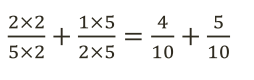 2×2/5×2 + 1×5/2×5 = 4/10 + 5/10